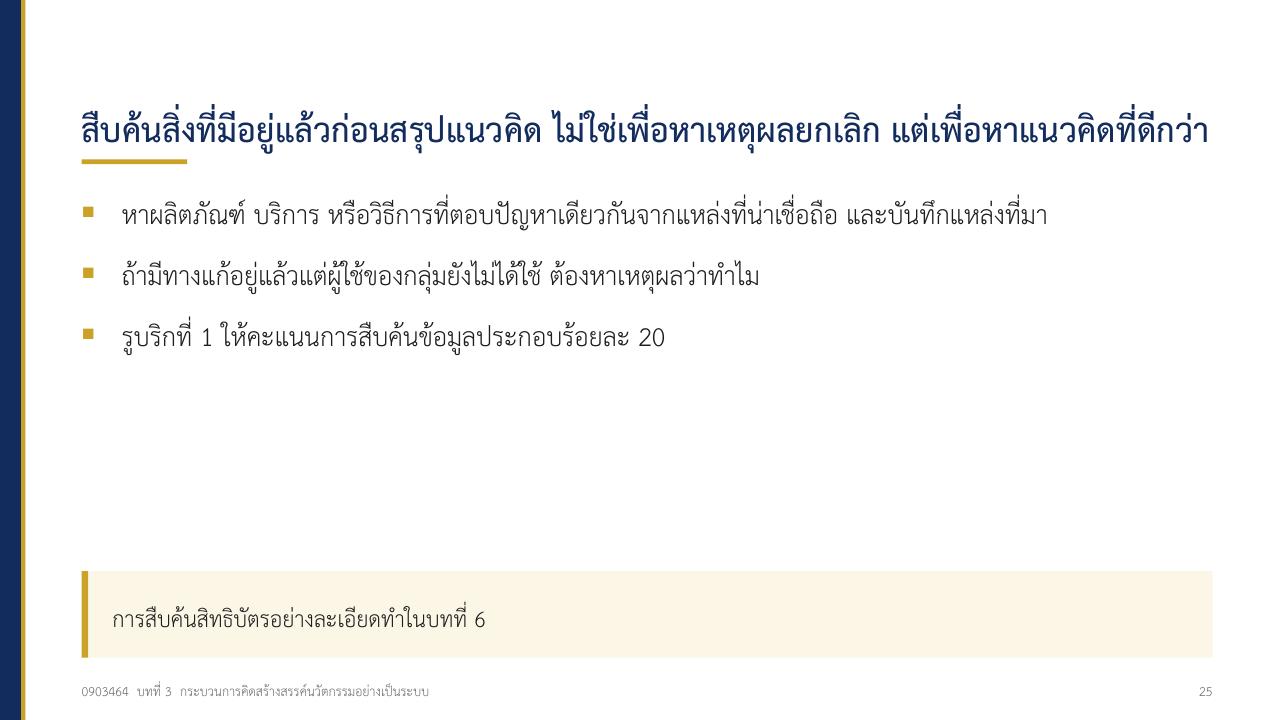 สืบค้นสิ่งที่มีอยู่แล้วก่อนสรุปแนวคิด ไม่ใช่เพื่อหาเหตุผลยกเลิก แต่เพื่อหาแนวคิดที่ดีกว่า
หาผลิตภัณฑ์ บริการ หรือวิธีการที่ตอบปัญหาเดียวกันจากแหล่งที่น่าเชื่อถือ และบันทึกแหล่งที่มา
ถ้ามีทางแก้อยู่แล้วแต่ผู้ใช้ของกลุ่มยังไม่ได้ใช้ ต้องหาเหตุผลว่าทำไม
รูบริกที่ 1 ให้คะแนนการสืบค้นข้อมูลประกอบร้อยละ 20
การสืบค้นสิทธิบัตรอย่างละเอียดทำในบทที่ 6
0903464 บทที่ 3 กระบวนการคิดสร้างสรรค์นวัตกรรมอย่างเป็นระบบ
25